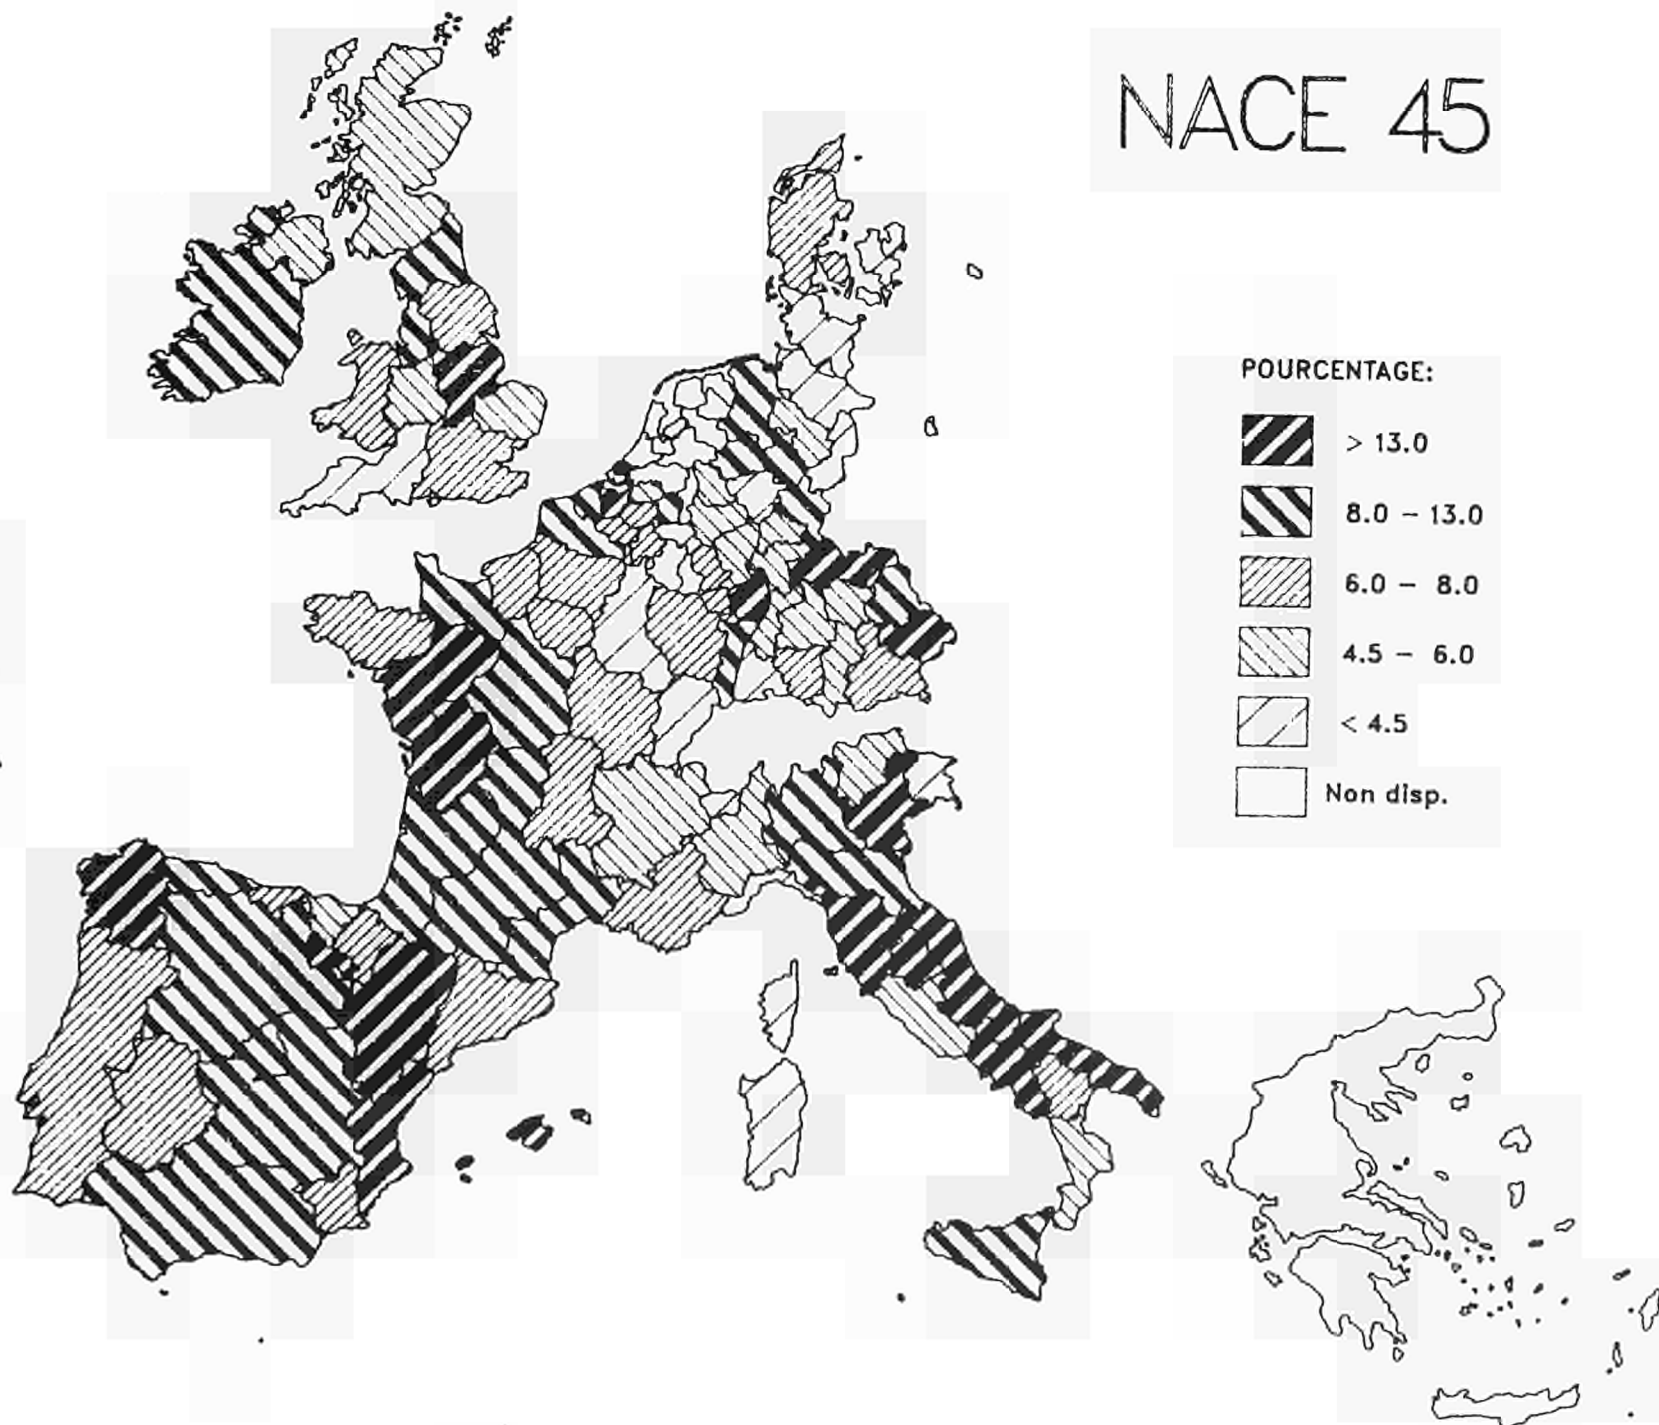 NACE 45
POURCENTAGE:
> 13.0
8.0 – 13.0
6.0 – 8.0
4.5 – 6.0
< 4.5
Non disp.